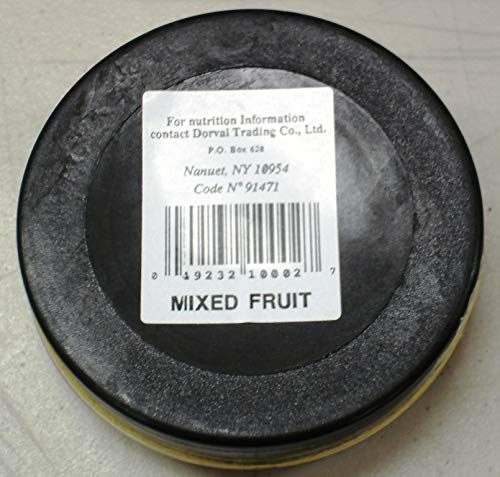 For nutrition Information
contact Dorval Trading Co., Ltd.
P.O. Box 628
Nanuet, NY 10954
Code N° 91471
0 19232 10002 7
MIXED FRUIT